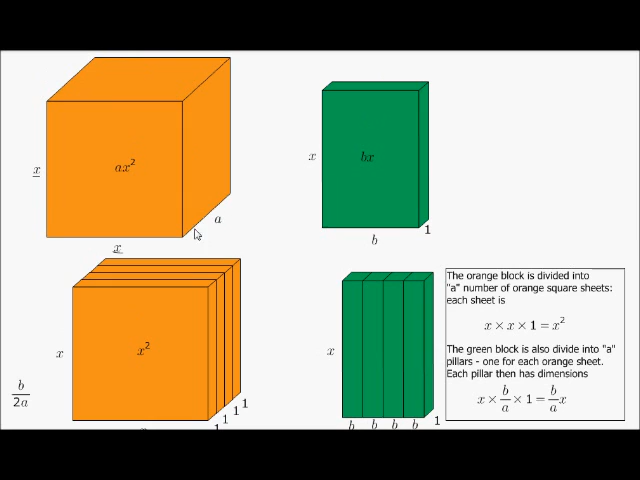 x
ax²
a
x
x
bx
b
1
x
x²
1
1
1
1
b/2a
x
b b b b
1
The orange block is divided into
"a" number of orange square sheets:
each sheet is
x × x × 1 = x²
The green block is also divide into "a"
pillars - one for each orange sheet.
Each pillar then has dimensions
x × b/a × 1 = b/a x